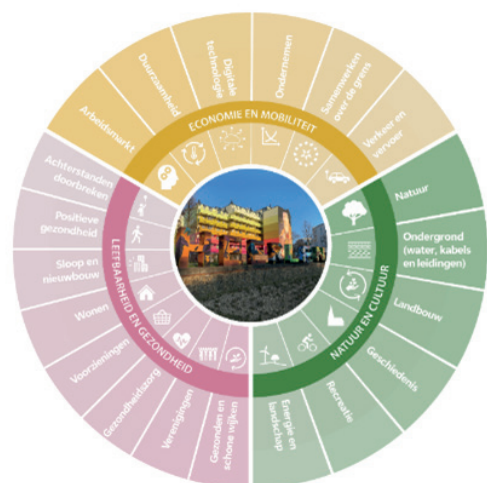 Arbeidsmarkt
Duurzaamheid
Digitale
technologie
Ondernemen
Samenwerken
over de grens
Verkeer en
vervoer
ECONOMIE EN MOBILITEIT
Natuur
Ondergrond
(water, kabels
en leidingen)
Landbouw
Geschiedenis
Recreatie
Energie en
landschap
NATUUR EN CULTUUR
Gezonden en
schone wijken
Verenigingen
Gezondheidszorg
Voorzieningen
Wonen
Sloop en
nieuwbouw
Positieve
gezondheid
Achterstanden
doorbreken
LEEFBAARHEID EN GEZONDHEID